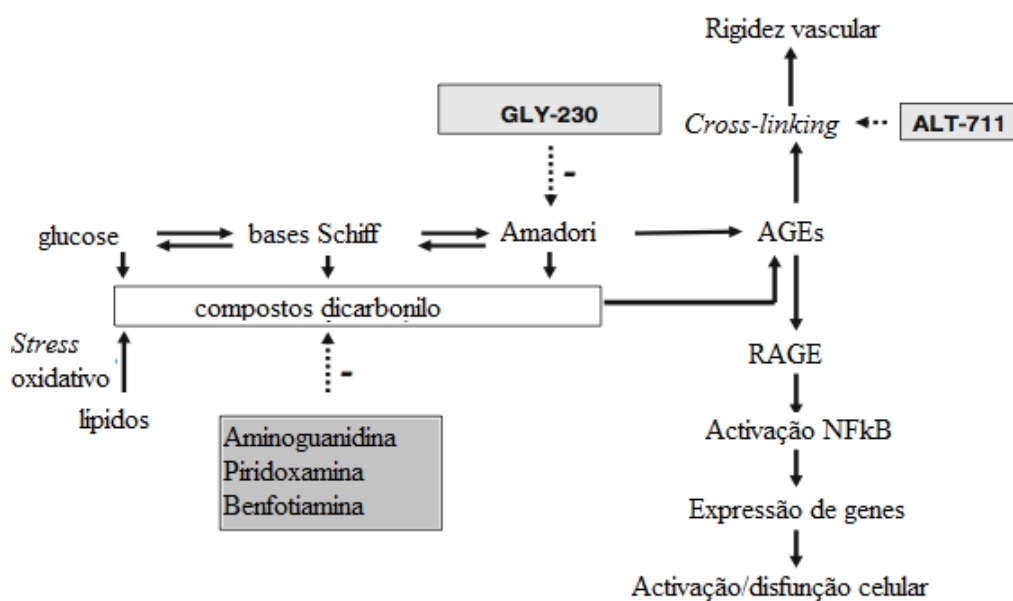 Rigidez vascular
GLY-230
Cross-linking
ALT-711
-
glucose
bases Schiff
Amadori
AGEs
compostos dicarbonilo
Stress
oxidativo
-
RAGE
lípidos
Aminoguanidina
Piridoxamina
Benfotiamina
Activação NFkB
Expressão de genes
Activação/disfunção celular